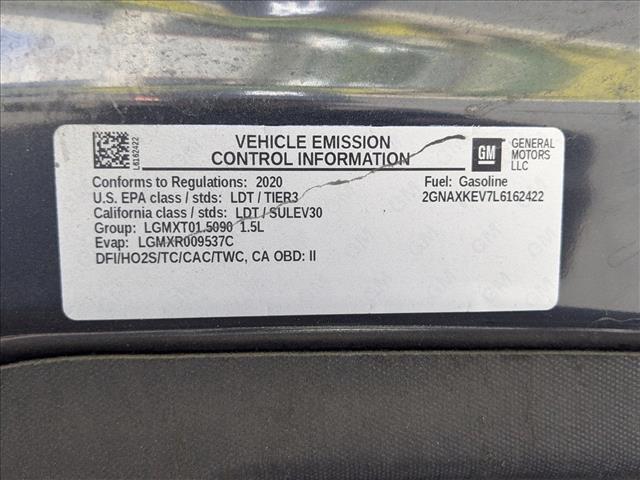 L6162422
VEHICLE EMISSION
CONTROL INFORMATION
GM
GENERAL
MOTORS
LLC
Conforms to Regulations: 2020
Fuel: Gasoline
U.S. EPA class / stds: LDT / TIER3
2GNAXKEV7L6162422
California class / stds: LDT / SULEV30
Group: LGMXT01.5090 1.5L
Evap: LGMXR009537C
DFI/HO2S/TC/CAC/TWC, CA OBD: II